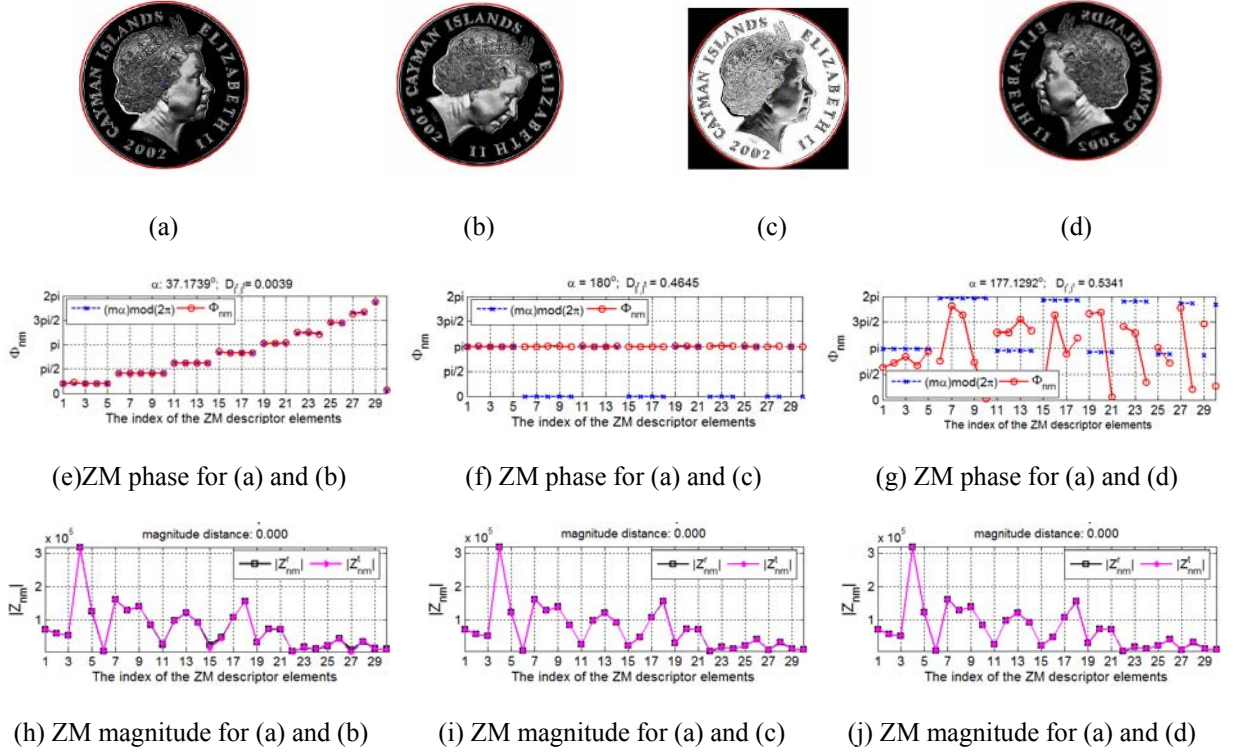 CAYMAN ISLANDS ELIZABETH II 2002
CAYMAN ISLANDS ELIZABETH II 2002
CAYMAN ISLANDS ELIZABETH II 2002
CAYMAN ISLANDS ELIZABETH II 2002
(a) (b) (c) (d)
α: 37.1739°; D_{r,t} = 0.0039
2pi
3pi/2
pi
pi/2
0
Φnm
(mα)mod(2π) Φnm
1 3 5 7 9 11 13 15 17 19 21 23 25 27 29
The index of the ZM descriptor elements
α = 180°; D_{r,t} = 0.4645
2pi
3pi/2
pi
pi/2
0
Φnm
(mα)mod(2π) Φnm
1 3 5 7 9 11 13 15 17 19 21 23 25 27 29
The index of the ZM descriptor elements
α = 177.1292°; D_{r,t} = 0.5341
2pi
3pi/2
pi
pi/2
0
Φnm
(mα)mod(2π) Φnm
1 3 5 7 9 11 13 15 17 19 21 23 25 27 29
The index of the ZM descriptor elements
(e)ZM phase for (a) and (b) (f) ZM phase for (a) and (c) (g) ZM phase for (a) and (d)
x 10^5 magnitude distance: 0.000
3
2
1
|Znm|
|Z^r_nm| |Z^t_nm|
1 3 5 7 9 11 13 15 17 19 21 23 25 27 29
The index of the ZM descriptor elements
x 10^5 magnitude distance: 0.000
3
2
1
|Znm|
|Z^r_nm| |Z^t_nm|
1 3 5 7 9 11 13 15 17 19 21 23 25 27 29
The index of the ZM descriptor elements
x 10^5 magnitude distance: 0.000
3
2
1
|Znm|
|Z^r_nm| |Z^t_nm|
1 3 5 7 9 11 13 15 17 19 21 23 25 27 29
The index of the ZM descriptor elements
(h) ZM magnitude for (a) and (b) (i) ZM magnitude for (a) and (c) (j) ZM magnitude for (a) and (d)